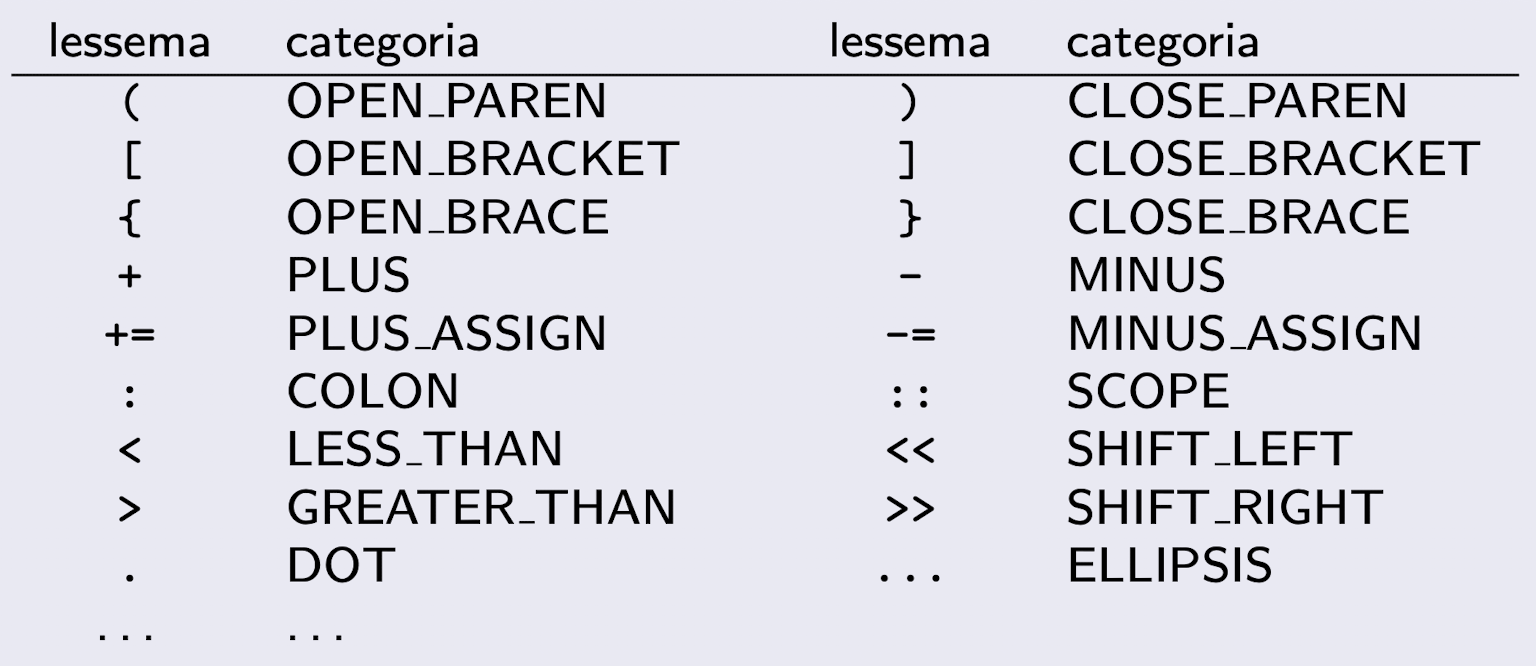 lessema categoria lessema categoria
( OPEN_PAREN ) CLOSE_PAREN
[ OPEN_BRACKET ] CLOSE_BRACKET
{ OPEN_BRACE } CLOSE_BRACE
+ PLUS - MINUS
+= PLUS_ASSIGN -= MINUS_ASSIGN
: COLON :: SCOPE
< LESS_THAN << SHIFT_LEFT
> GREATER_THAN >> SHIFT_RIGHT
. DOT ... ELLIPSIS
... ...